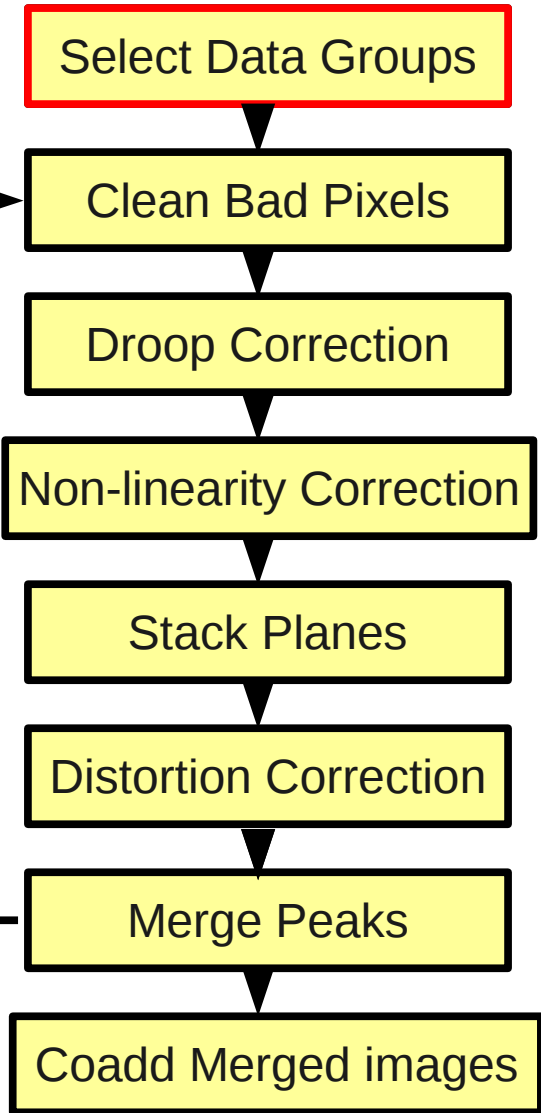 Select Data Groups
Clean Bad Pixels
Droop Correction
Non-linearity Correction
Stack Planes
Distortion Correction
Merge Peaks
Coadd Merged images